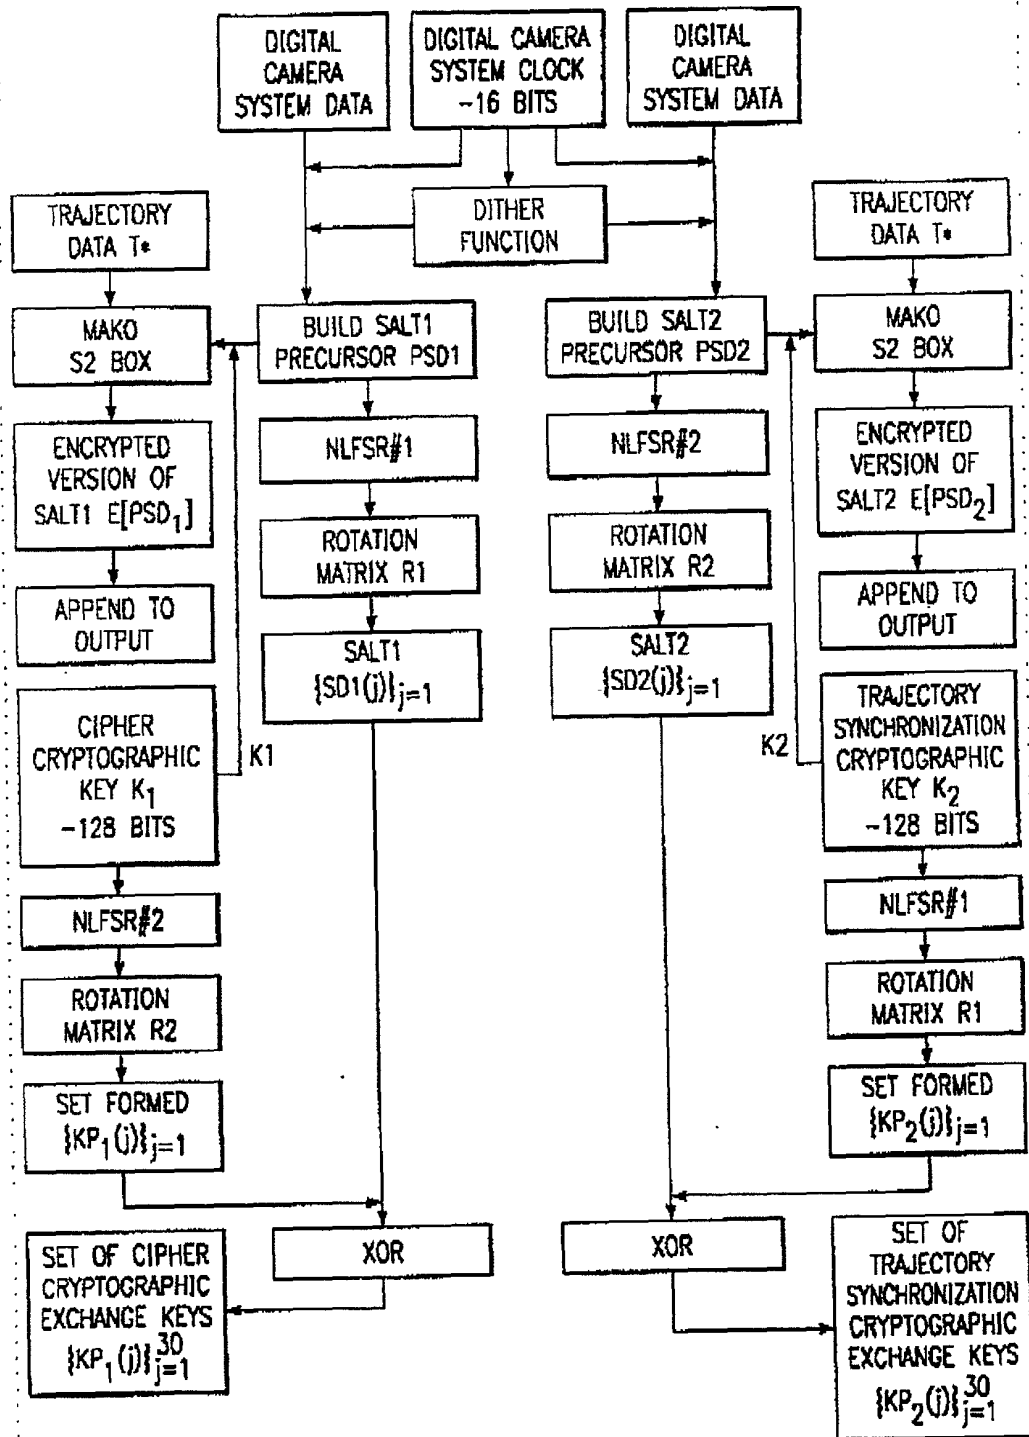 DIGITAL
CAMERA
SYSTEM DATA
DIGITAL CAMERA
SYSTEM CLOCK
-16 BITS
DIGITAL
CAMERA
SYSTEM DATA
DITHER
FUNCTION
TRAJECTORY
DATA T*
TRAJECTORY
DATA T*
MAKO
S2 BOX
BUILD SALT1
PRECURSOR PSD1
BUILD SALT2
PRECURSOR PSD2
MAKO
S2 BOX
ENCRYPTED
VERSION OF
SALT1 E[PSD1]
NLFSR#1
NLFSR#2
ENCRYPTED
VERSION OF
SALT2 E[PSD2]
ROTATION
MATRIX R1
ROTATION
MATRIX R2
APPEND TO
OUTPUT
APPEND TO
OUTPUT
SALT1
{SD1(j)}j=1
SALT2
{SD2(j)}j=1
CIPHER
CRYPTOGRAPHIC
KEY K1
-128 BITS
K1
K2
TRAJECTORY
SYNCHRONIZATION
CRYPTOGRAPHIC
KEY K2
-128 BITS
NLFSR#2
NLFSR#1
ROTATION
MATRIX R2
ROTATION
MATRIX R1
SET FORMED
{KP1(j)}j=1
SET FORMED
{KP2(j)}j=1
XOR
XOR
SET OF CIPHER
CRYPTOGRAPHIC
EXCHANGE KEYS
{KP1(j)}30j=1
SET OF
TRAJECTORY
SYNCHRONIZATION
CRYPTOGRAPHIC
EXCHANGE KEYS
{KP2(j)}30j=1